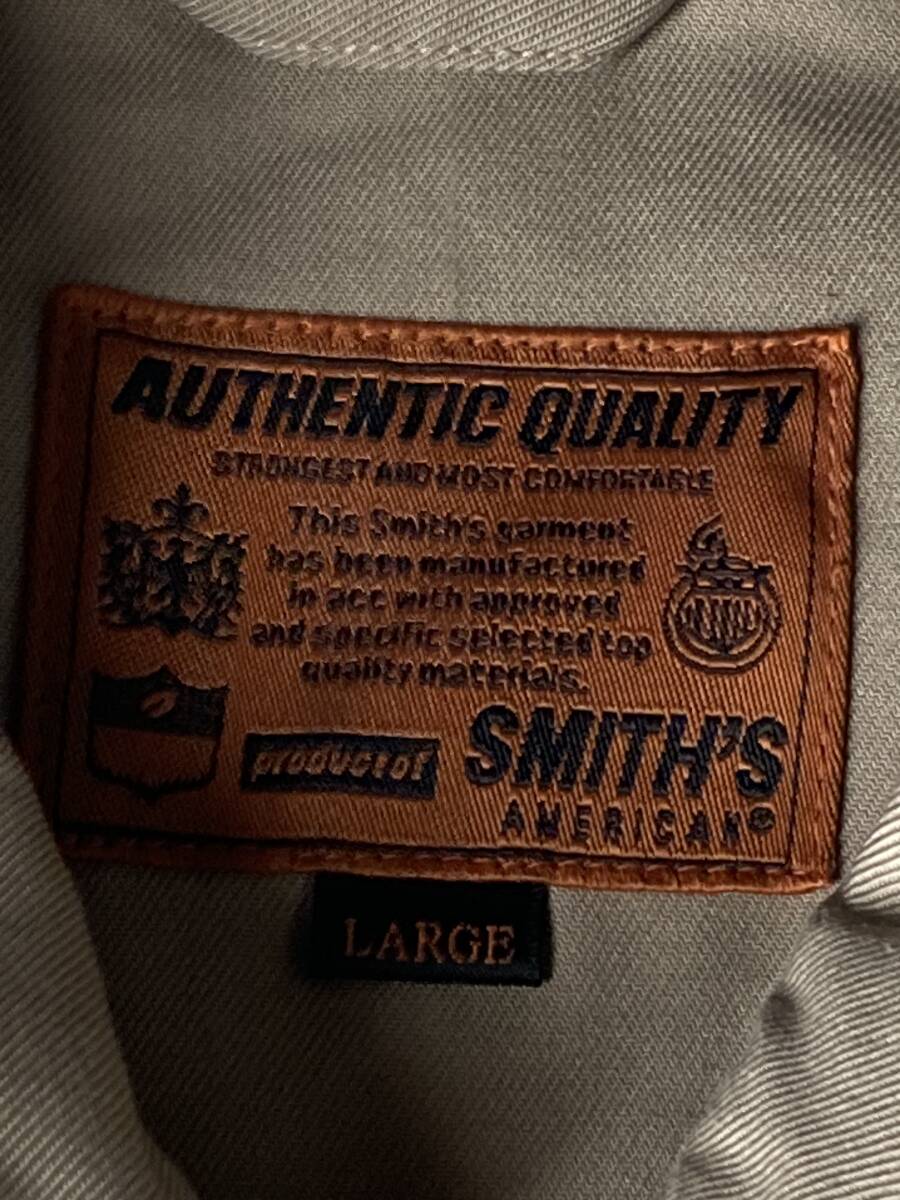 AUTHENTIC QUALITY
STRONGEST AND MOST COMFORTABLE
This Smith's garment
has been manufactured
in acc with approved
and specific selected top
quality materials.
product of
SMITH'S
AMERICAN®
LARGE